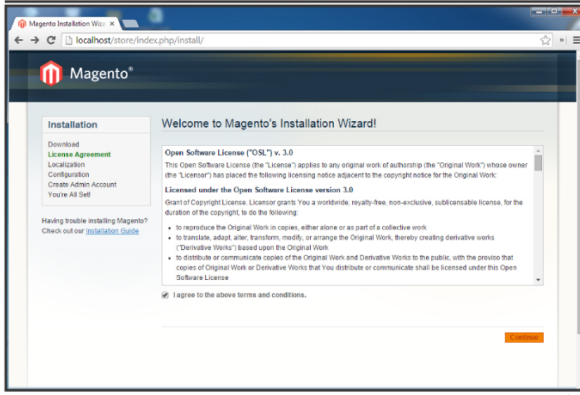 Magento Installation Wiz
localhost/store/index.php/install/
Magento®
Installation
Download
License Agreement
Localization
Configuration
Create Admin Account
You're All Set!
Having trouble installing Magento?
Check out our Installation Guide
Welcome to Magento's Installation Wizard!
Open Software License ("OSL") v. 3.0
This Open Software License (the "License") applies to any original work of authorship (the "Original Work") whose owner
(the "Licensor") has placed the following licensing notice adjacent to the copyright notice for the Original Work:
Licensed under the Open Software License version 3.0
Grant of Copyright License. Licensor grants You a worldwide, royalty-free, non-exclusive, sublicensable license, for the
duration of the copyright, to do the following:
• to reproduce the Original Work in copies, either alone or as part of a collective work
• to translate, adapt, alter, transform, modify, or arrange the Original Work, thereby creating derivative works
("Derivative Works") based upon the Original Work
• to distribute or communicate copies of the Original Work and Derivative Works to the public, with the proviso that
copies of Original Work or Derivative Works that You distribute or communicate shall be licensed under this Open
Software License
I agree to the above terms and conditions.
Continue